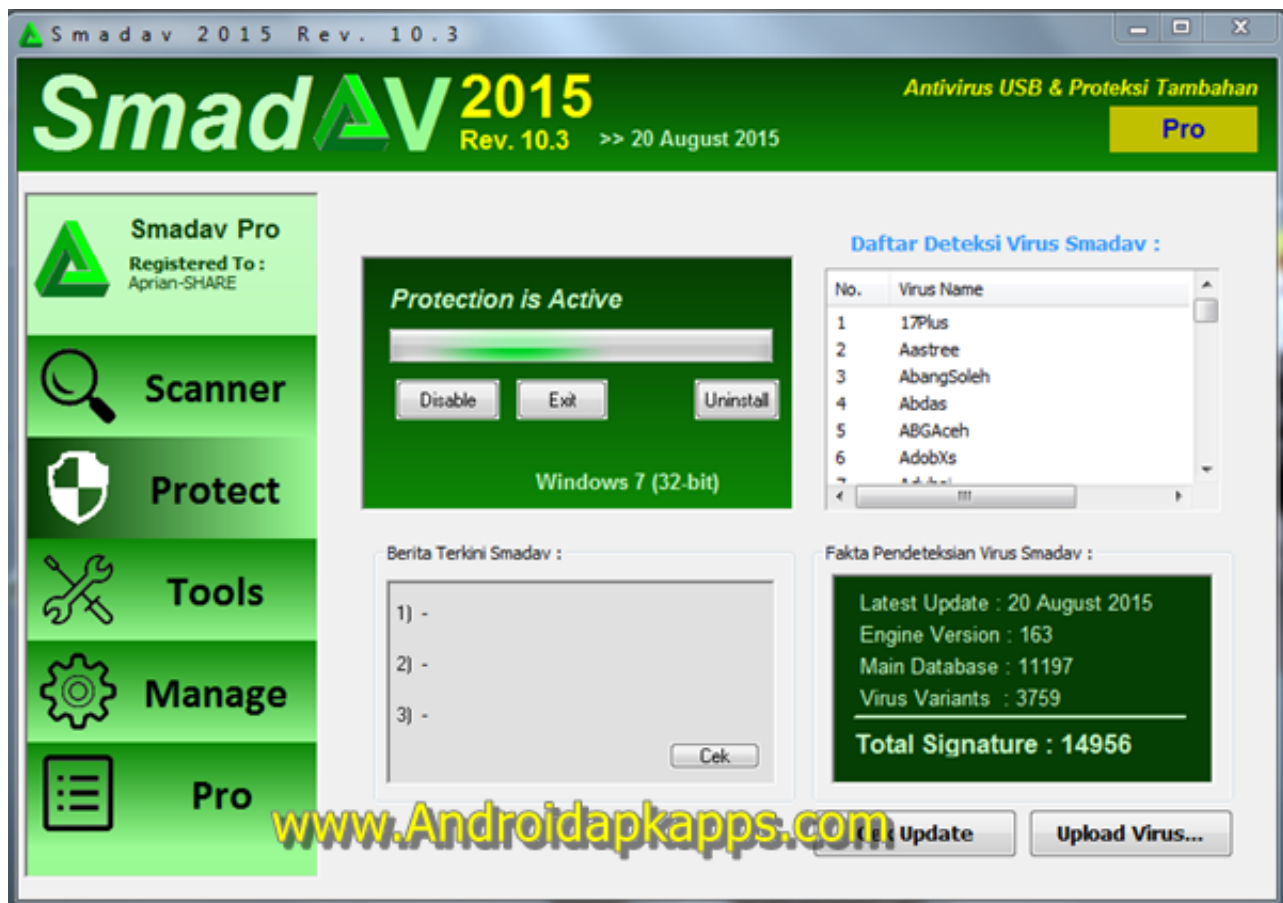 Smadav 2015 Rev. 10.3
SmadAV 2015
Rev. 10.3 >> 20 August 2015
Antivirus USB & Proteksi Tambahan
Pro
Smadav Pro
Registered To :
Aprian-SHARE
Scanner
Protect
Tools
Manage
Pro
Protection is Active
Disable Exit Uninstall
Windows 7 (32-bit)
Daftar Deteksi Virus Smadav :
No. Virus Name
1 17Plus
2 Aastree
3 AbangSoleh
4 Abdas
5 ABGAceh
6 AdobXs
Berita Terkini Smadav :
1) -
2) -
3) -
Cek
Fakta Pendeteksian Virus Smadav :
Latest Update : 20 August 2015
Engine Version : 163
Main Database : 11197
Virus Variants : 3759
Total Signature : 14956
Cek Update
Upload Virus...
www.Androidapkapps.com